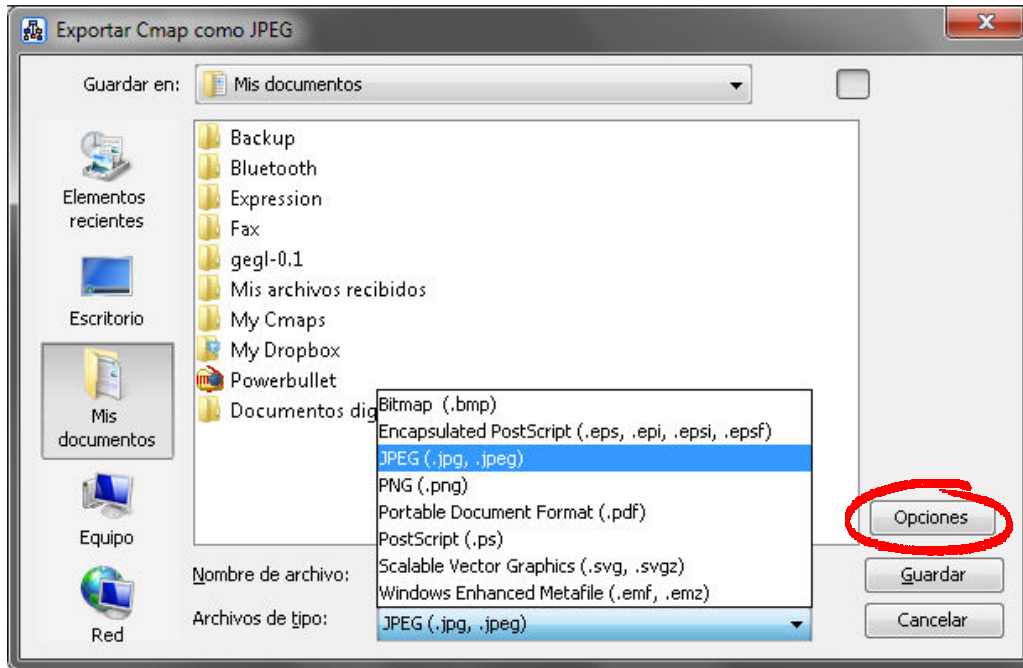 Exportar Cmap como JPEG
Guardar en:
Mis documentos
Elementos
recientes
Escritorio
Mis
documentos
Equipo
Red
Backup
Bluetooth
Expression
Fax
gegl-0.1
Mis archivos recibidos
My Cmaps
My Dropbox
Powerbullet
Documentos dig
Bitmap (.bmp)
Encapsulated PostScript (.eps, .epi, .epsi, .epsf)
JPEG (.jpg, .jpeg)
PNG (.png)
Portable Document Format (.pdf)
PostScript (.ps)
Scalable Vector Graphics (.svg, .svgz)
Windows Enhanced Metafile (.emf, .emz)
Opciones
Nombre de archivo:
Guardar
Archivos de tipo:
JPEG (.jpg, .jpeg)
Cancelar